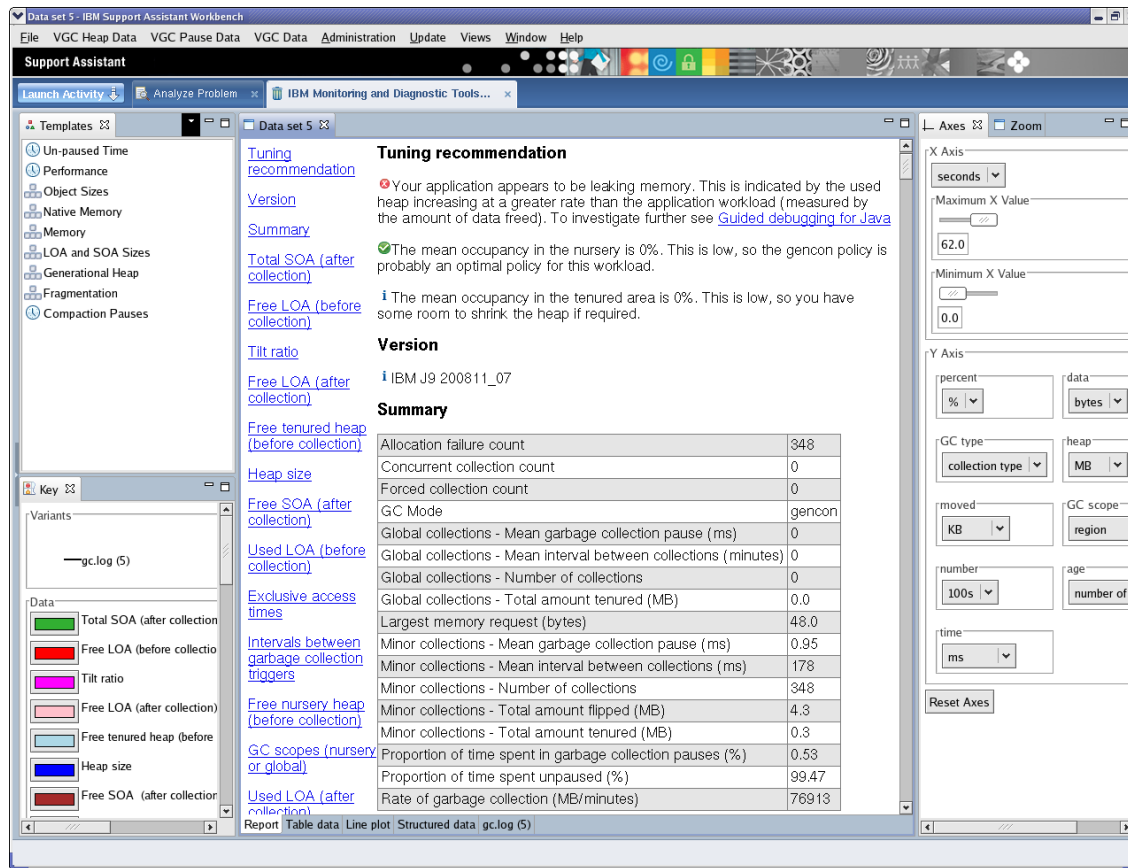 Data set 5 - IBM Support Assistant Workbench
File VGC Heap Data VGC Pause Data VGC Data Administration Update Views Window Help
Support Assistant
Launch Activity Analyze Problem IBM Monitoring and Diagnostic Tools...
Templates
Un-paused Time
Performance
Object Sizes
Native Memory
Memory
LOA and SOA Sizes
Generational Heap
Fragmentation
Compaction Pauses
Key
Variants
gc.log (5)
Data
Total SOA (after collection
Free LOA (before collectio
Tilt ratio
Free LOA (after collection)
Free tenured heap (before
Heap size
Free SOA (after collection
Data set 5
Tuning
recommendation
Version
Summary
Total SOA (after
collection)
Free LOA (before
collection)
Tilt ratio
Free LOA (after
collection)
Free tenured heap
(before collection)
Heap size
Free SOA (after
collection)
Used LOA (before
collection)
Exclusive access
times
Intervals between
garbage collection
triggers
Free nursery heap
(before collection)
GC scopes (nursery
or global)
Used LOA (after
collection)
Tuning recommendation
Your application appears to be leaking memory. This is indicated by the used
heap increasing at a greater rate than the application workload (measured by
the amount of data freed). To investigate further see Guided debugging for Java
The mean occupancy in the nursery is 0%. This is low, so the gencon policy is
probably an optimal policy for this workload.
The mean occupancy in the tenured area is 0%. This is low, so you have
some room to shrink the heap if required.
Version
IBM J9 200811_07
Summary
Allocation failure count 348
Concurrent collection count 0
Forced collection count 0
GC Mode gencon
Global collections - Mean garbage collection pause (ms) 0
Global collections - Mean interval between collections (minutes) 0
Global collections - Number of collections 0
Global collections - Total amount tenured (MB) 0.0
Largest memory request (bytes) 48.0
Minor collections - Mean garbage collection pause (ms) 0.95
Minor collections - Mean interval between collections (ms) 178
Minor collections - Number of collections 348
Minor collections - Total amount flipped (MB) 4.3
Minor collections - Total amount tenured (MB) 0.3
Proportion of time spent in garbage collection pauses (%) 0.53
Proportion of time spent unpaused (%) 99.47
Rate of garbage collection (MB/minutes) 76913
Report Table data Line plot Structured data gc.log (5)
Axes Zoom
X Axis
seconds
Maximum X Value
62.0
Minimum X Value
0.0
Y Axis
percent data
% bytes
GC type heap
collection type MB
moved GC scope
KB region
number age
100s number of
time
ms
Reset Axes